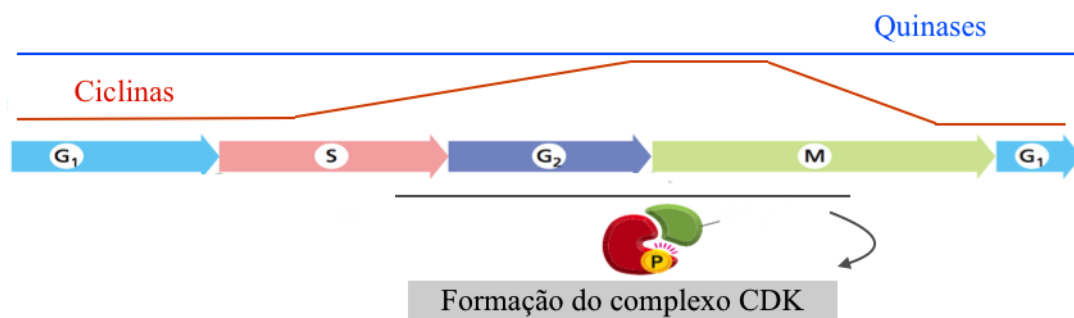 Quinases
Ciclinas
G₁ S G₂ M G₁
P
Formação do complexo CDK